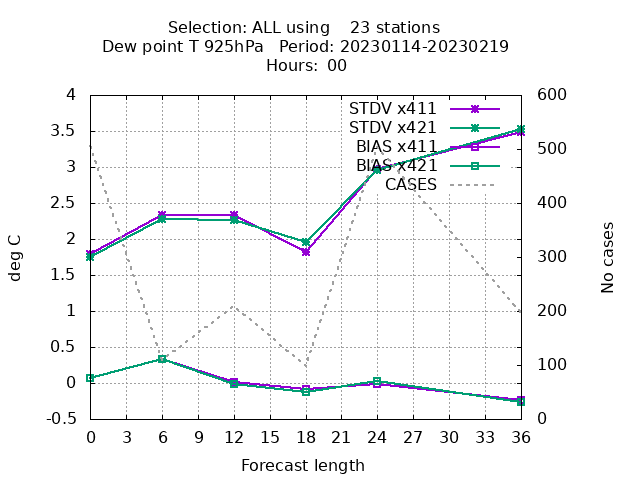 Selection: ALL using 23 stations
Dew point T 925hPa Period: 20230114-20230219
Hours: 00
4
3.5
3
2.5
2
1.5
1
0.5
0
-0.5
deg C
STDV x411
STDV x421
BIAS x411
BIAS x421
CASES
600
500
400
300
200
100
0
No cases
0 3 6 9 12 15 18 21 24 27 30 33 36
Forecast length